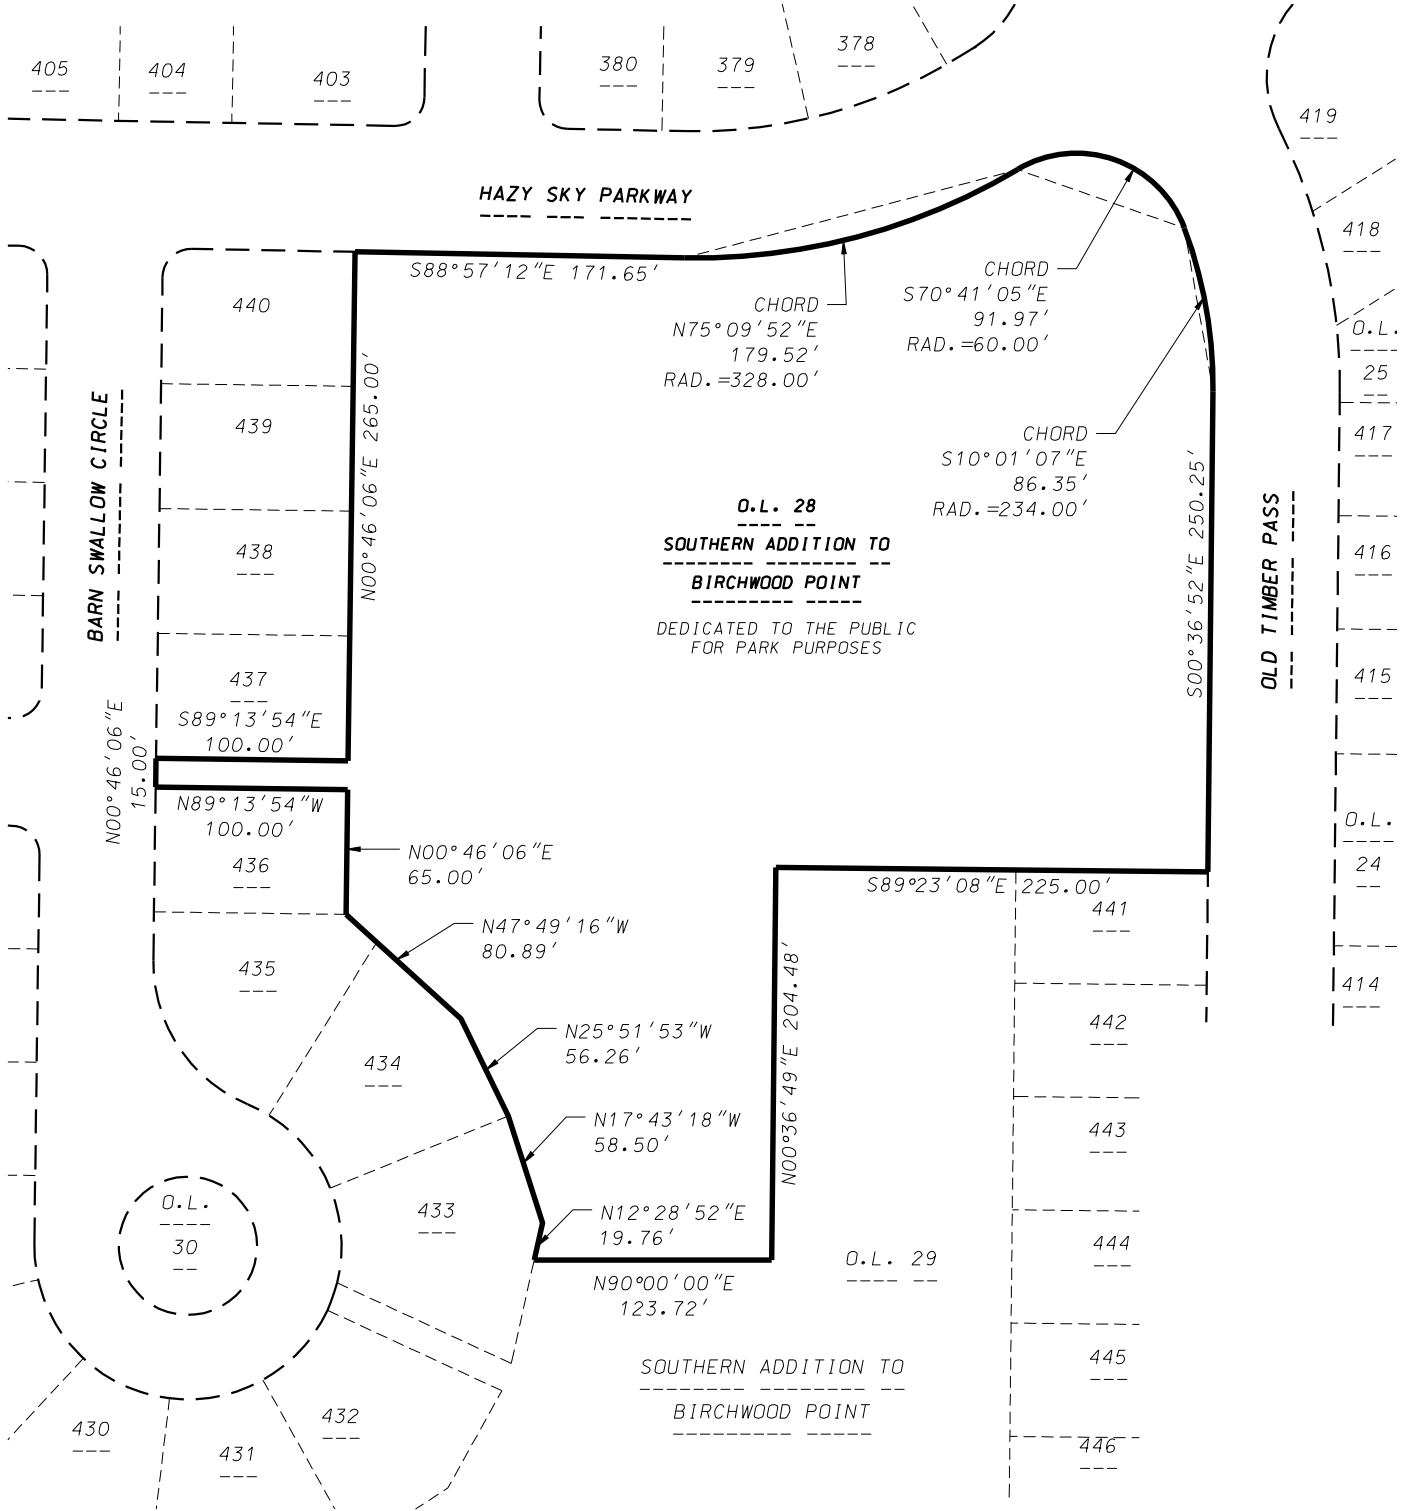 405
404
403
380
379
378
419
HAZY SKY PARKWAY
418
S88°57'12"E 171.65'
CHORD
N75°09'52"E
179.52'
RAD.=328.00'
CHORD
S70°41'05"E
91.97'
RAD.=60.00'
440
O.L.
25
439
N00°46'06"E 265.00'
BARN SWALLOW CIRCLE
CHORD
S10°01'07"E
86.35'
RAD.=234.00'
417
O.L. 28
SOUTHERN ADDITION TO
BIRCHWOOD POINT
DEDICATED TO THE PUBLIC
FOR PARK PURPOSES
S00°36'52"E 250.25'
OLD TIMBER PASS
438
416
437
415
S89°13'54"E
100.00'
N00°46'06"E
15.00'
N89°13'54"W
100.00'
436
N00°46'06"E
65.00'
O.L.
24
S89°23'08"E 225.00'
441
N47°49'16"W
80.89'
435
414
N00°36'49"E 204.48'
442
N25°51'53"W
56.26'
434
N17°43'18"W
58.50'
443
O.L.
30
433
N12°28'52"E
19.76'
O.L. 29
444
N90°00'00"E
123.72'
SOUTHERN ADDITION TO
BIRCHWOOD POINT
445
432
430
431
446